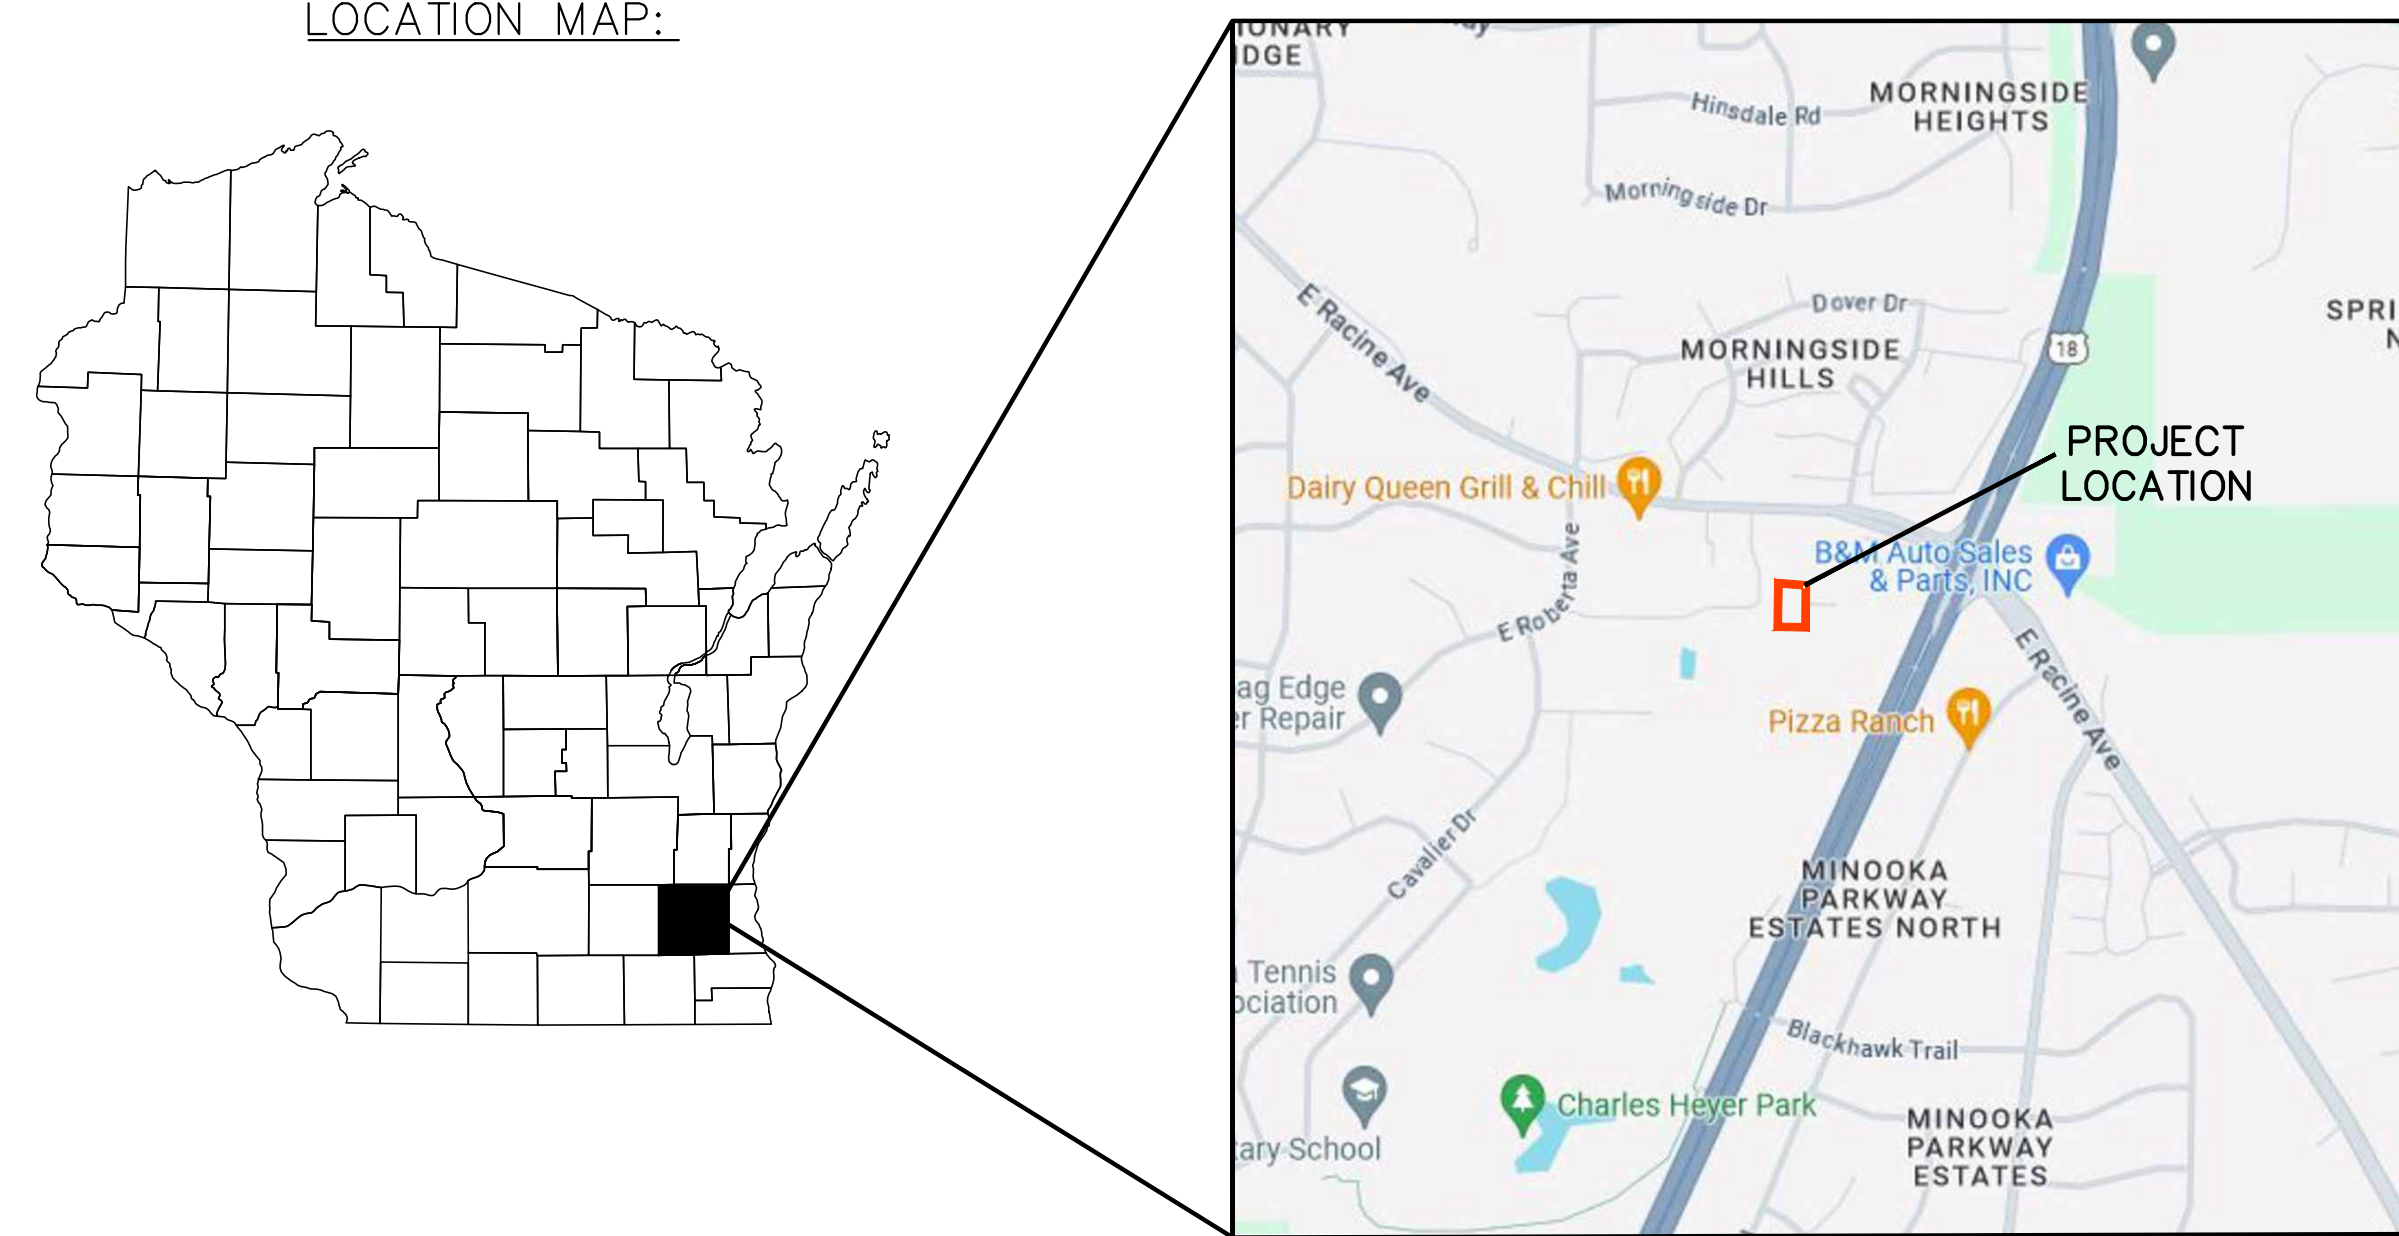 LOCATION MAP:
IONARY
IDGE
MORNINGSIDE
HEIGHTS
Hinsdale Rd
Morningside Dr
E Racine Ave
Dover Dr
MORNINGSIDE
HILLS
18
SPRI
N
PROJECT
LOCATION
Dairy Queen Grill & Chill
B&M Auto Sales
& Parts, INC
E Roberta Ave
E Racine Ave
ag Edge
er Repair
Pizza Ranch
Cavalier Dr
MINOOKA
PARKWAY
ESTATES NORTH
Tennis
ociation
Blackhawk Trail
Charles Heyer Park
tary School
MINOOKA
PARKWAY
ESTATES